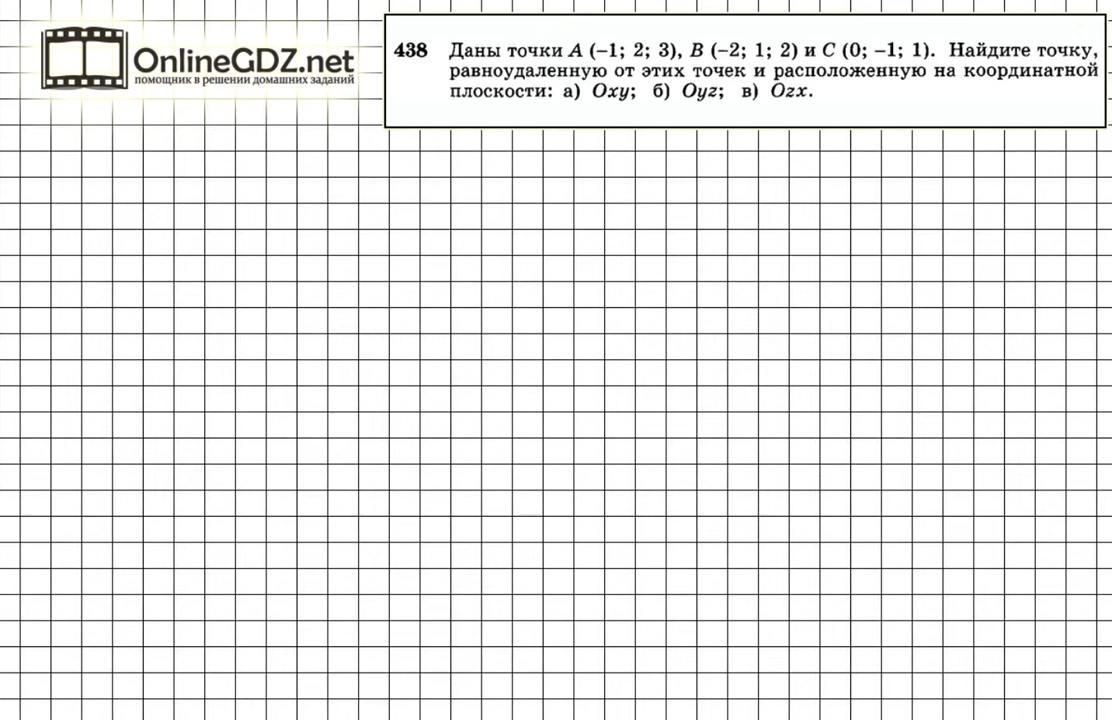 OnlineGDZ.net
помощник в решении домашних заданий
438 Даны точки A (–1; 2; 3), B (–2; 1; 2) и C (0; –1; 1). Найдите точку,
равноудаленную от этих точек и расположенную на координатной
плоскости: а) Oxy; б) Oyz; в) Ozx.